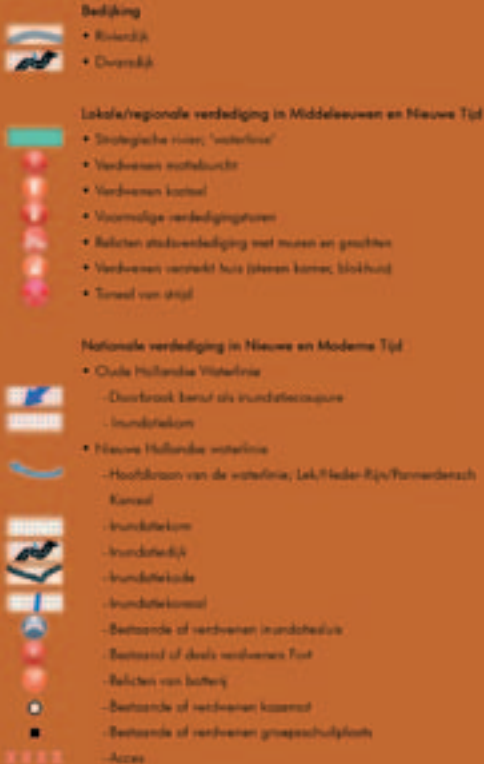 Bedijking
• Rivierdijk
• Dwarsdijk
Lokale/regionale verdediging in Middeleeuwen en Nieuwe Tijd
• Strategische rivier; 'waterlinie'
• Verdwenen motteburcht
• Verdwenen kasteel
• Voormalige verdedigingstoren
• Relicten stadsverdediging met muren en grachten
• Verdwenen versterkt huis (stenen kamer, blokhuis)
• Toneel van strijd
Nationale verdediging in Nieuwe en Moderne Tijd
• Oude Hollandse Waterlinie
-Doorbraak benut als inundatiecoupure
- Inundatiekom
• Nieuwe Hollandse waterlinie
-Hoofdkraan van de waterlinie; Lek/Neder-Rijn/Pannerdensch
Kanaal
-Inundatiekom
-Inundatiedijk
-Inundatiekade
-Inundatiekanaal
-Bestaande of verdwenen inundatiesluis
-Bestaand of deels verdwenen Fort
-Relicten van batterij
-Bestaande of verdwenen kazemat
-Bestaande of verdwenen groepsschuilplaats
-Acces